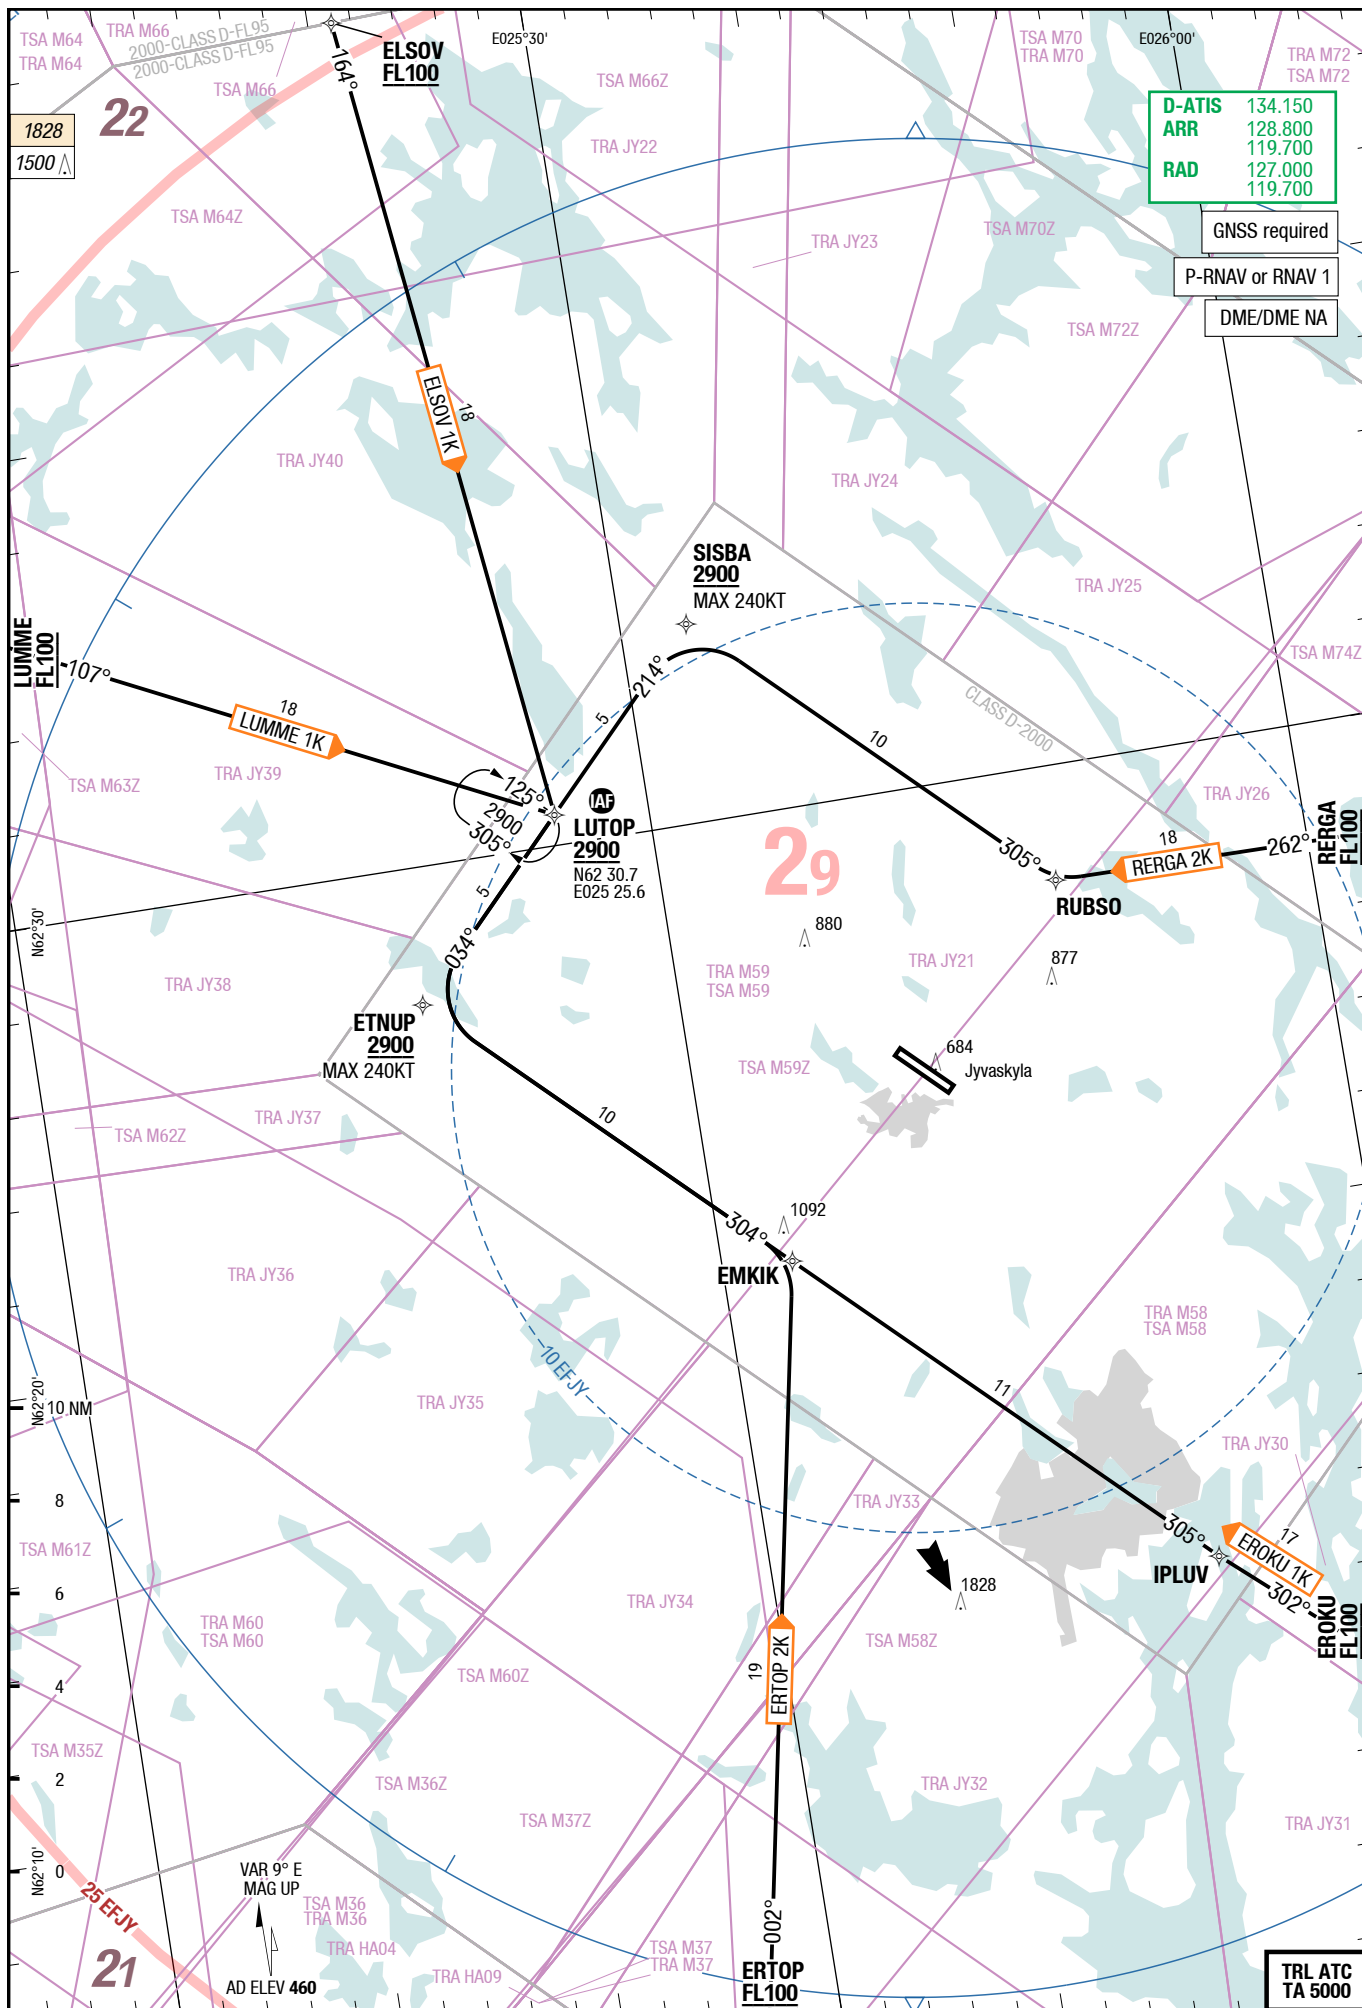 TSA M64
TRA M64
TRA M66
2000-CLASS D-FL95
2000-CLASS D-FL95
TSA M66
ELSOV
FL100
164°
E025°30'
TSA M66Z
TSA M70
TRA M70
E026°00'
TRA M72
TSA M72
22
1828
1500
D-ATIS 134.150
ARR 128.800
119.700
RAD 127.000
119.700
GNSS required
P-RNAV or RNAV 1
DME/DME NA
TRA JY22
TSA M64Z
TRA JY23
TSA M70Z
TSA M72Z
ELSOV 1K
18
TRA JY40
TRA JY24
SISBA
2900
MAX 240KT
TRA JY25
TSA M74Z
LUMME
FL100
107°
18
LUMME 1K
214°
5
10
CLASS D-2000
TSA M63Z
TRA JY39
125°
2900
305°
IAF
LUTOP
2900
N62 30.7
E025 25.6
29
TRA JY26
305°
18
RERGA 2K
262°
RERGA
FL100
RUBSO
5
034°
880
877
N62°30'
TRA JY38
TRA M59
TSA M59
TRA JY21
ETNUP
2900
MAX 240KT
684
Jyvaskyla
TSA M59Z
TRA JY37
TSA M62Z
10
304°
1092
EMKIK
TRA JY36
TRA M58
TSA M58
10 EFJY
11
N62°20'
10 NM
TRA JY35
TRA JY30
8
TRA JY33
TSA M61Z
305°
17
EROKU 1K
302°
IPLUV
EROKU
FL100
6
1828
TRA M60
TSA M60
TRA JY34
TSA M58Z
4
TSA M60Z
19
ERTOP 2K
TSA M35Z
2
TSA M36Z
TRA JY32
TSA M37Z
TRA JY31
N62°10'
0
VAR 9° E
MAG UP
25 EFJY
TSA M36
TRA M36
002°
21
TRA HA04
TSA M37
TRA M37
TRA HA09
AD ELEV 460
ERTOP
FL100
TRL ATC
TA 5000